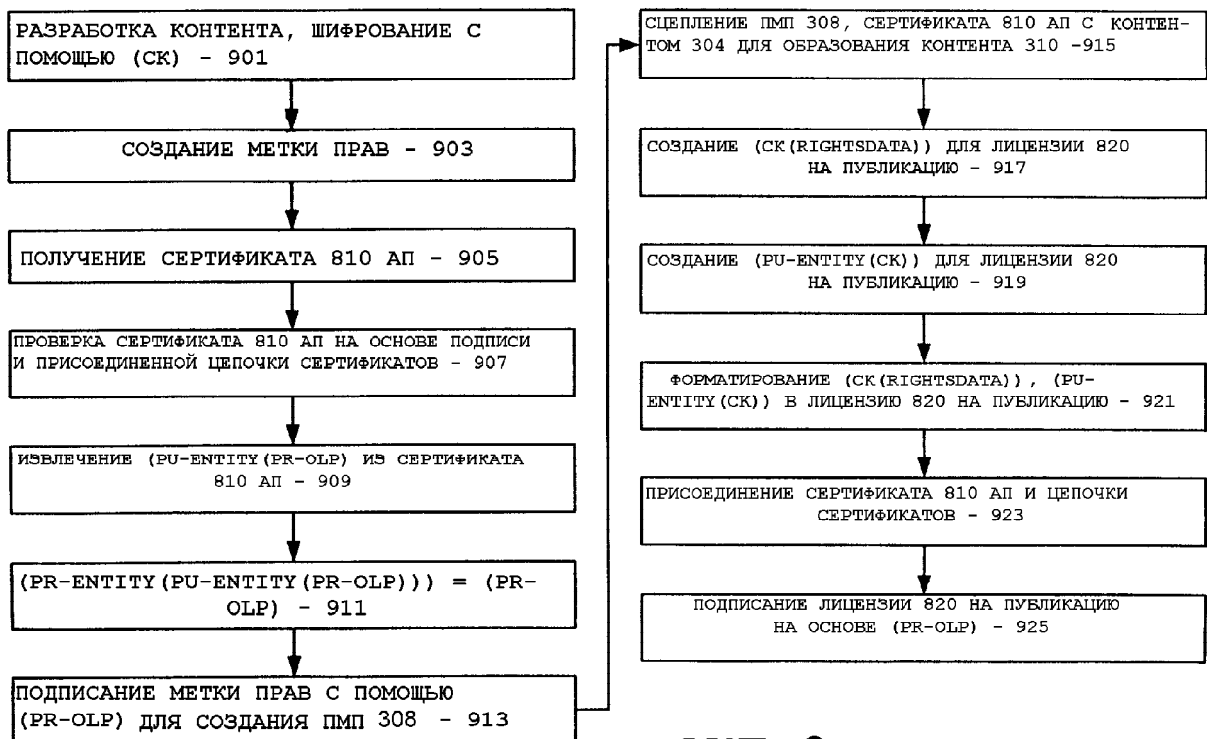 РАЗРАБОТКА КОНТЕНТА, ШИФРОВАНИЕ С
ПОМОЩЬЮ (СК) - 901
СОЗДАНИЕ МЕТКИ ПРАВ - 903
ПОЛУЧЕНИЕ СЕРТИФИКАТА 810 АП - 905
ПРОВЕРКА СЕРТИФИКАТА 810 АП НА ОСНОВЕ ПОДПИСИ
И ПРИСОЕДИНЕННОЙ ЦЕПОЧКИ СЕРТИФИКАТОВ - 907
ИЗВЛЕЧЕНИЕ (PU-ENTITY(PR-OLP) ИЗ СЕРТИФИКАТА
810 АП - 909
(PR-ENTITY(PU-ENTITY(PR-OLP))) = (PR-
OLP) - 911
ПОДПИСАНИЕ МЕТКИ ПРАВ С ПОМОЩЬЮ
(PR-OLP) ДЛЯ СОЗДАНИЯ ПМП 308 - 913
СЦЕПЛЕНИЕ ПМП 308, СЕРТИФИКАТА 810 АП С КОНТЕН-
ТОМ 304 ДЛЯ ОБРАЗОВАНИЯ КОНТЕНТА 310 -915
СОЗДАНИЕ (CK(RIGHTSDATA)) ДЛЯ ЛИЦЕНЗИИ 820
НА ПУБЛИКАЦИЮ - 917
СОЗДАНИЕ (PU-ENTITY(CK)) ДЛЯ ЛИЦЕНЗИИ 820
НА ПУБЛИКАЦИЮ - 919
ФОРМАТИРОВАНИЕ (CK(RIGHTSDATA)), (PU-
ENTITY(CK)) В ЛИЦЕНЗИЮ 820 НА ПУБЛИКАЦИЮ - 921
ПРИСОЕДИНЕНИЕ СЕРТИФИКАТА 810 АП И ЦЕПОЧКИ
СЕРТИФИКАТОВ - 923
ПОДПИСАНИЕ ЛИЦЕНЗИИ 820 НА ПУБЛИКАЦИЮ
НА ОСНОВЕ (PR-OLP) - 925